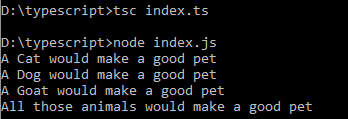 D:\typescript>tsc index.ts
D:\typescript>node index.js
A Cat would make a good pet
A Dog would make a good pet
A Goat would make a good pet
All those animals would make a good pet